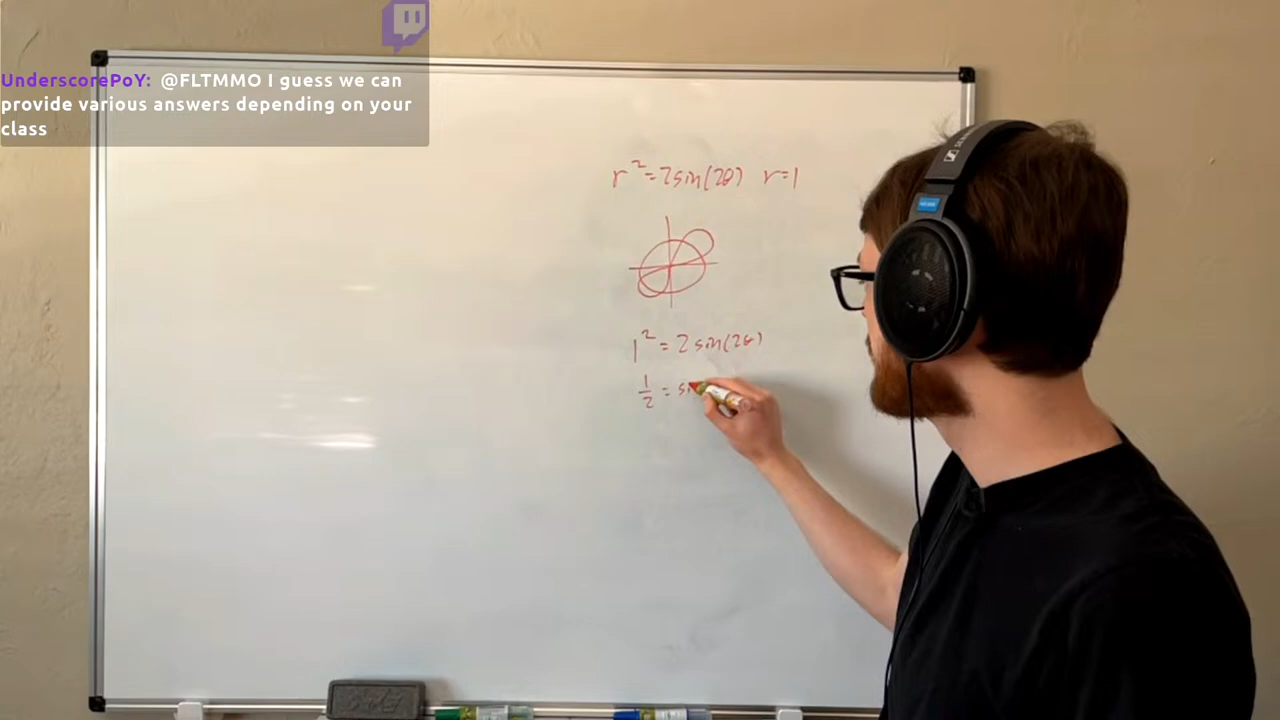 UnderscorePoY: @FLTMMO I guess we can
provide various answers depending on your
class
r² = 2sin(2θ) r=1
1² = 2 sin(2θ)
1/2 = s